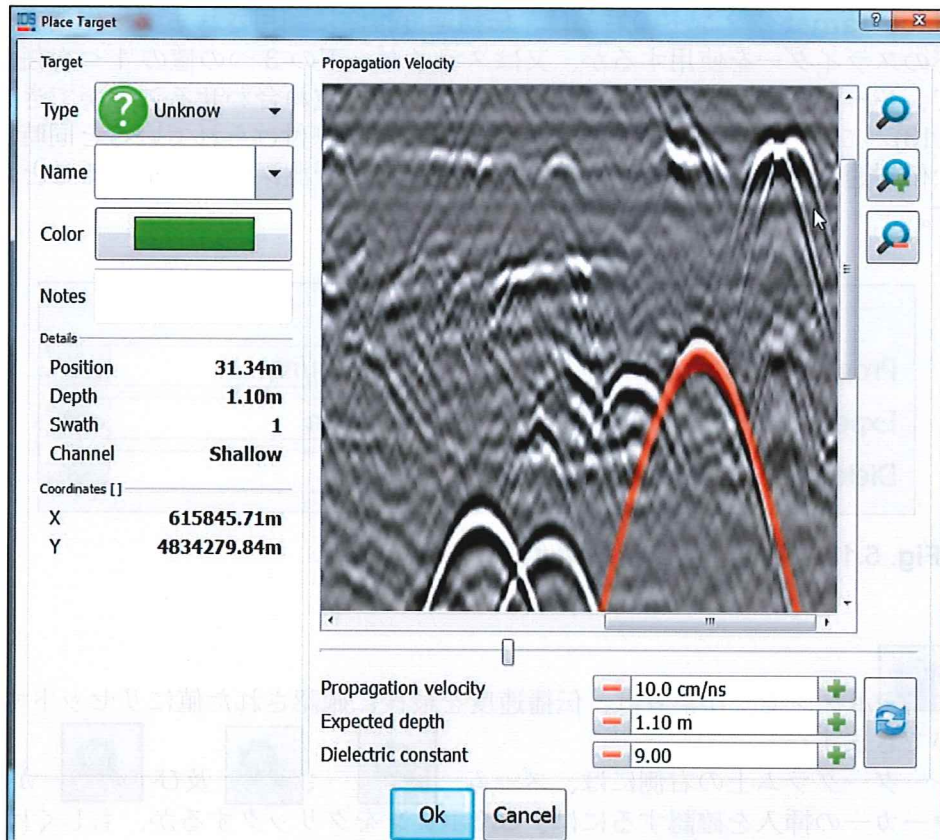 IDS Place Target
Target
Type Unknow
Name
Color
Notes
Details
Position 31.34m
Depth 1.10m
Swath 1
Channel Shallow
Coordinates [ ]
X 615845.71m
Y 4834279.84m
Propagation Velocity
Propagation velocity 10.0 cm/ns
Expected depth 1.10 m
Dielectric constant 9.00
Ok Cancel